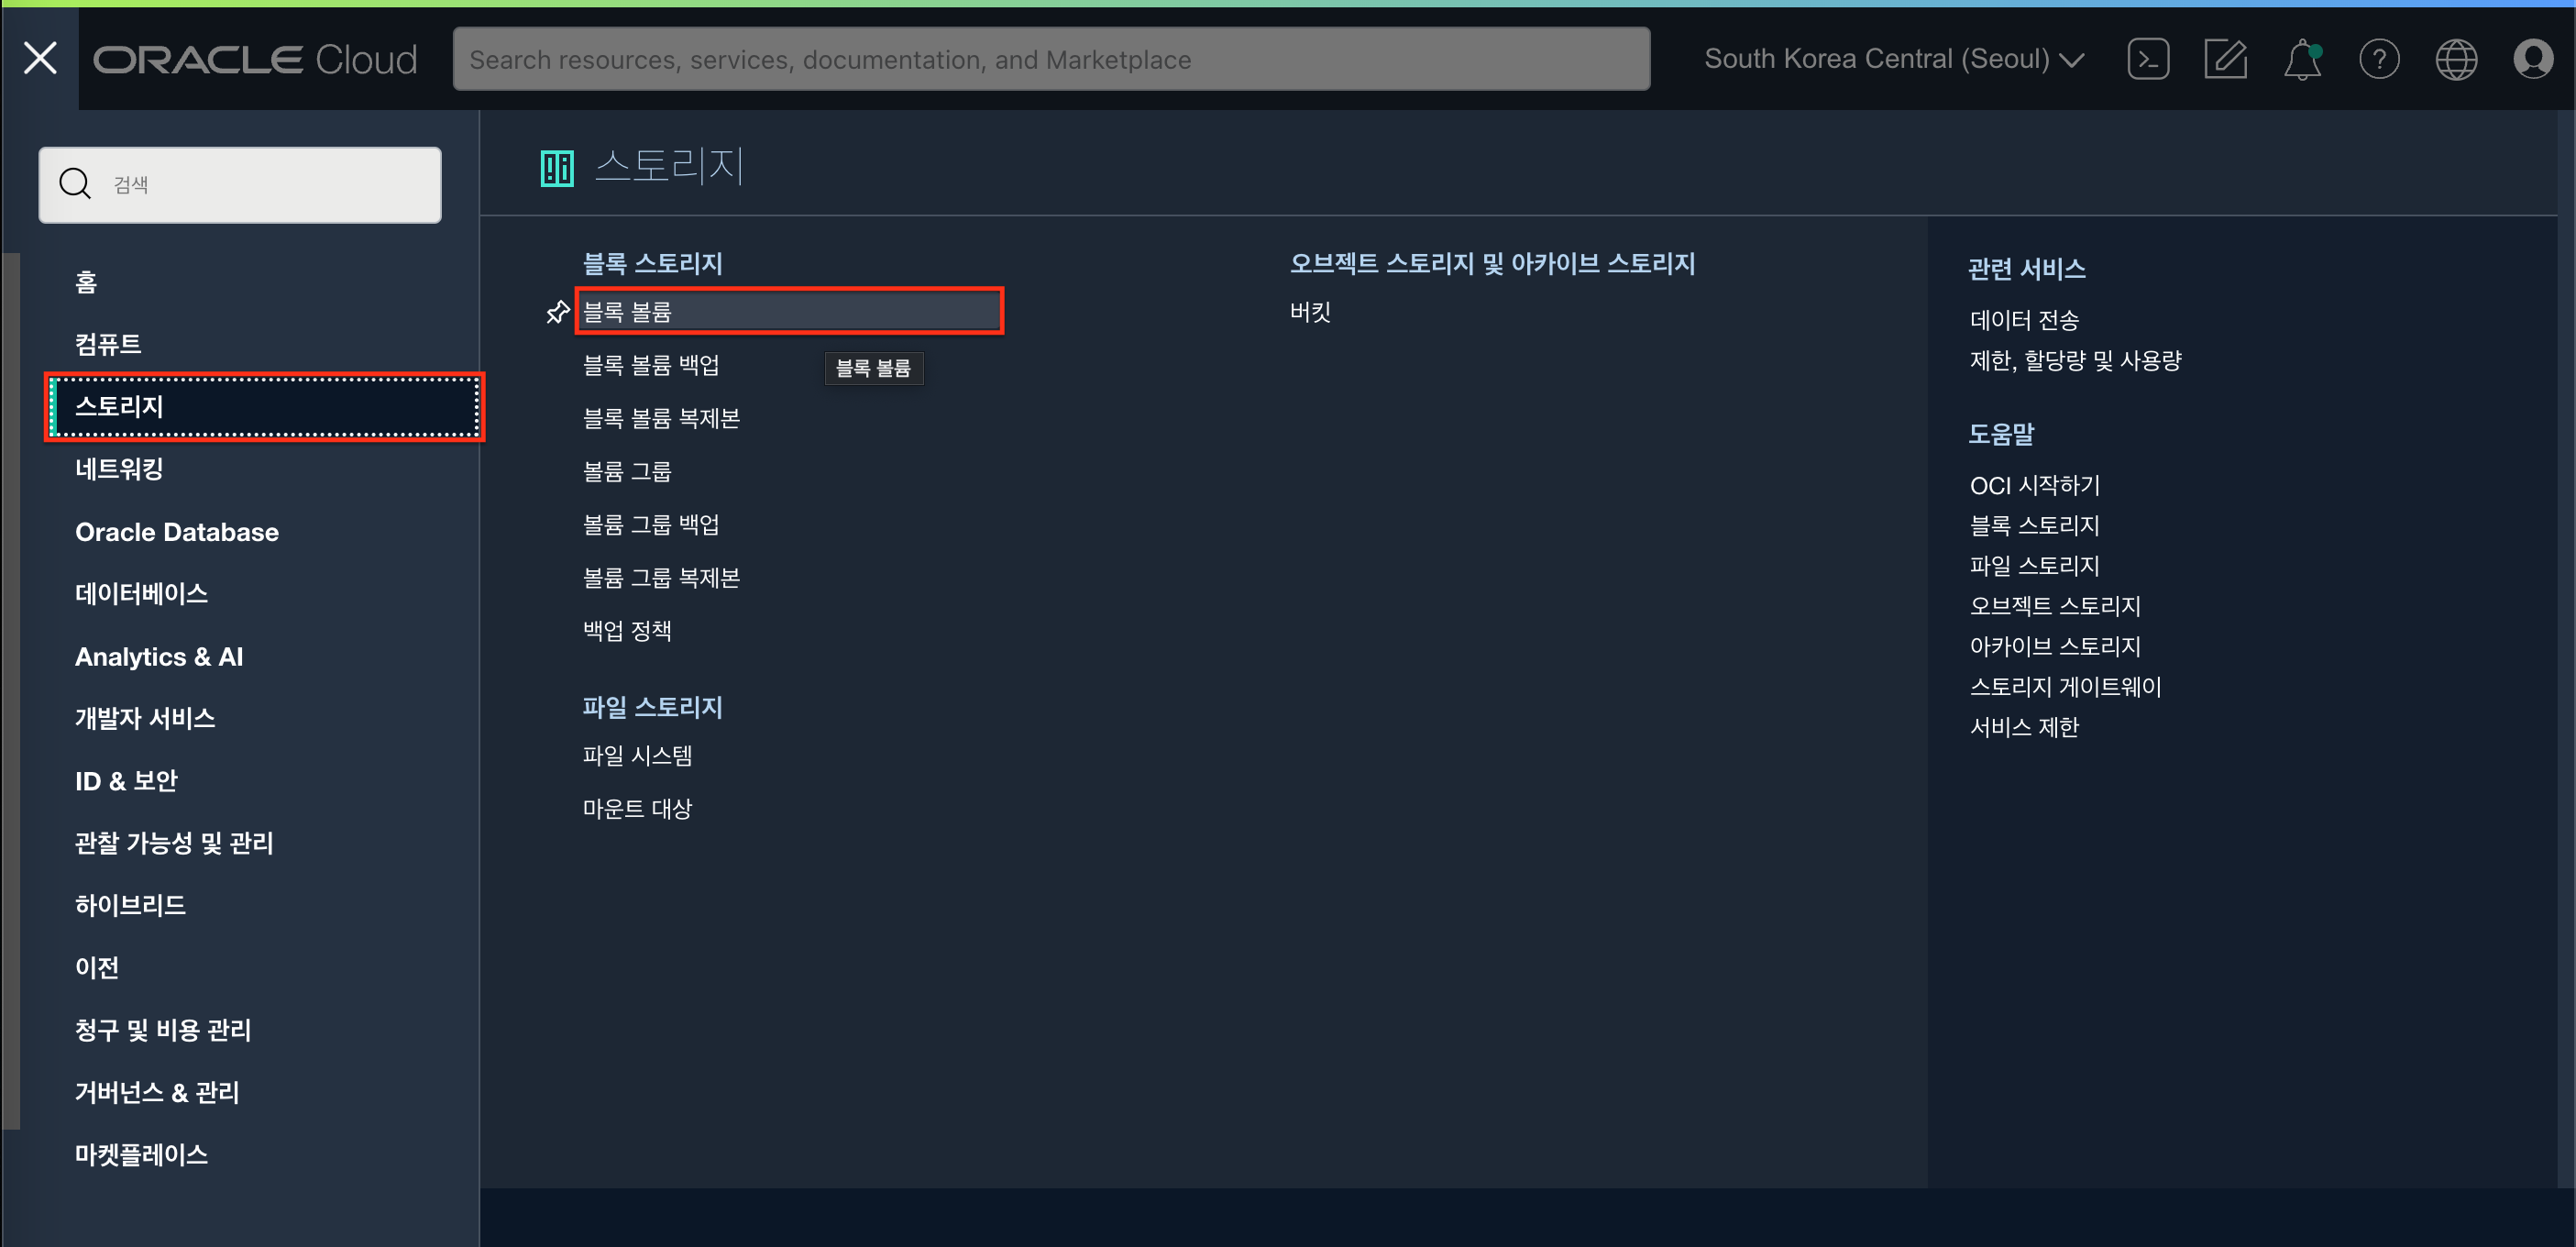 ORACLE Cloud
Search resources, services, documentation, and Marketplace
South Korea Central (Seoul)
검색
홈
컴퓨트
스토리지
네트워킹
Oracle Database
데이터베이스
Analytics & AI
개발자 서비스
ID & 보안
관찰 가능성 및 관리
하이브리드
이전
청구 및 비용 관리
거버넌스 & 관리
마켓플레이스
스토리지
블록 스토리지
블록 볼륨
블록 볼륨 백업
블록 볼륨
블록 볼륨 복제본
볼륨 그룹
볼륨 그룹 백업
볼륨 그룹 복제본
백업 정책
파일 스토리지
파일 시스템
마운트 대상
오브젝트 스토리지 및 아카이브 스토리지
버킷
관련 서비스
데이터 전송
제한, 할당량 및 사용량
도움말
OCI 시작하기
블록 스토리지
파일 스토리지
오브젝트 스토리지
아카이브 스토리지
스토리지 게이트웨이
서비스 제한